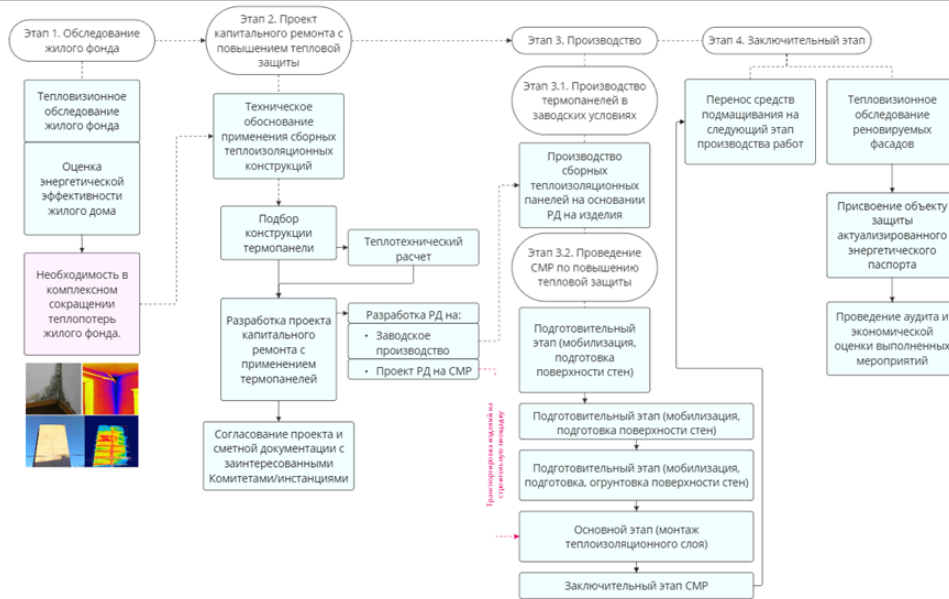 Этап 1. Обследование
жилого фонда
Тепловизионное
обследование
жилого фонда
Оценка
энергетической
эффективности
жилого дома
Необходимость в
комплексном
сокращении
теплопотерь
жилого фонда.
Этап 2. Проект
капитального ремонта с
повышением тепловой
защиты
Техническое
обоснование
применения сборных
теплоизоляционных
конструкций
Подбор
конструкции
термопанели
Теплотехнический
расчет
Разработка проекта
капитального
ремонта с
применением
термопанелей
Разработка РД на:
• Заводское
производство
• Проект РД на СМР
Согласование проекта и
сметной документации с
заинтересованными
Комитетами/инстанциями
Этап 3. Производство
Этап 3.1. Производство
термопанелей в
заводских условиях
Производство
сборных
теплоизоляционных
панелей на основании
РД на изделия
Этап 3.2. Проведение
СМР по повышению
тепловой защиты
Подготовительный
этап (мобилизация,
подготовка
поверхности стен)
Подготовительный этап (мобилизация,
подготовка поверхности стен)
Подготовительный этап (мобилизация,
подготовка, огрунтовка поверхности стен)
Транспортировка изделий на
строительную площадку
Основной этап (монтаж
теплоизоляционного слоя)
Заключительный этап СМР
Этап 4. Заключительный этап
Перенос средств
подмащивания на
следующий этап
производства работ
Тепловизионное
обследование
реновируемых
фасадов
Присвоение объекту
защиты
актуализированного
энергетического
паспорта
Проведение аудита и
экономической
оценки выполненных
мероприятий